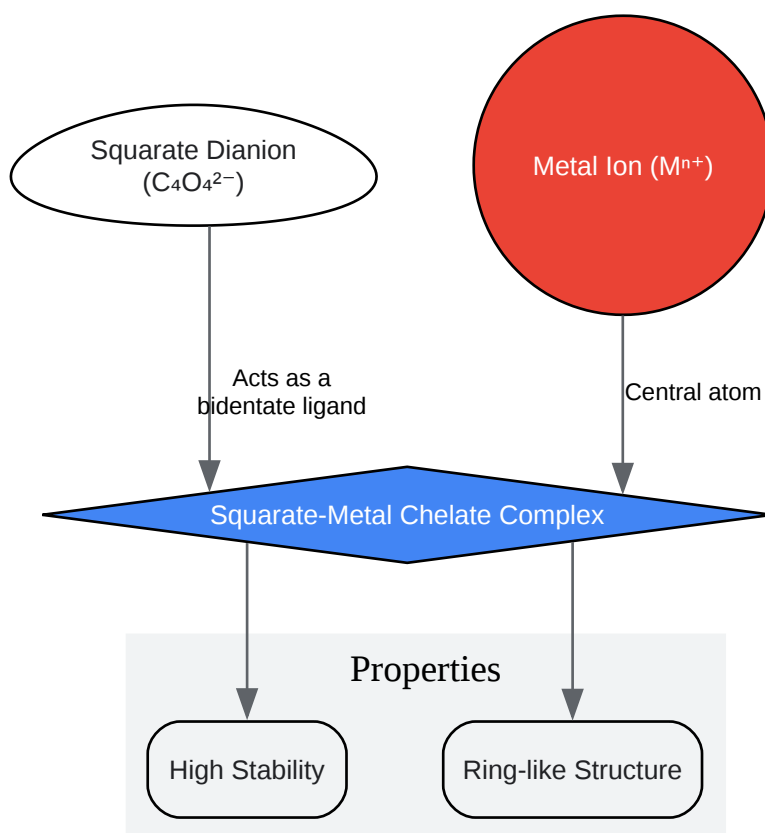 Squarate Dianion
(C₄O₄²⁻)
Metal Ion (Mⁿ⁺)
Acts as a
bidentate ligand
Central atom
Squarate-Metal Chelate Complex
Properties
High Stability
Ring-like Structure